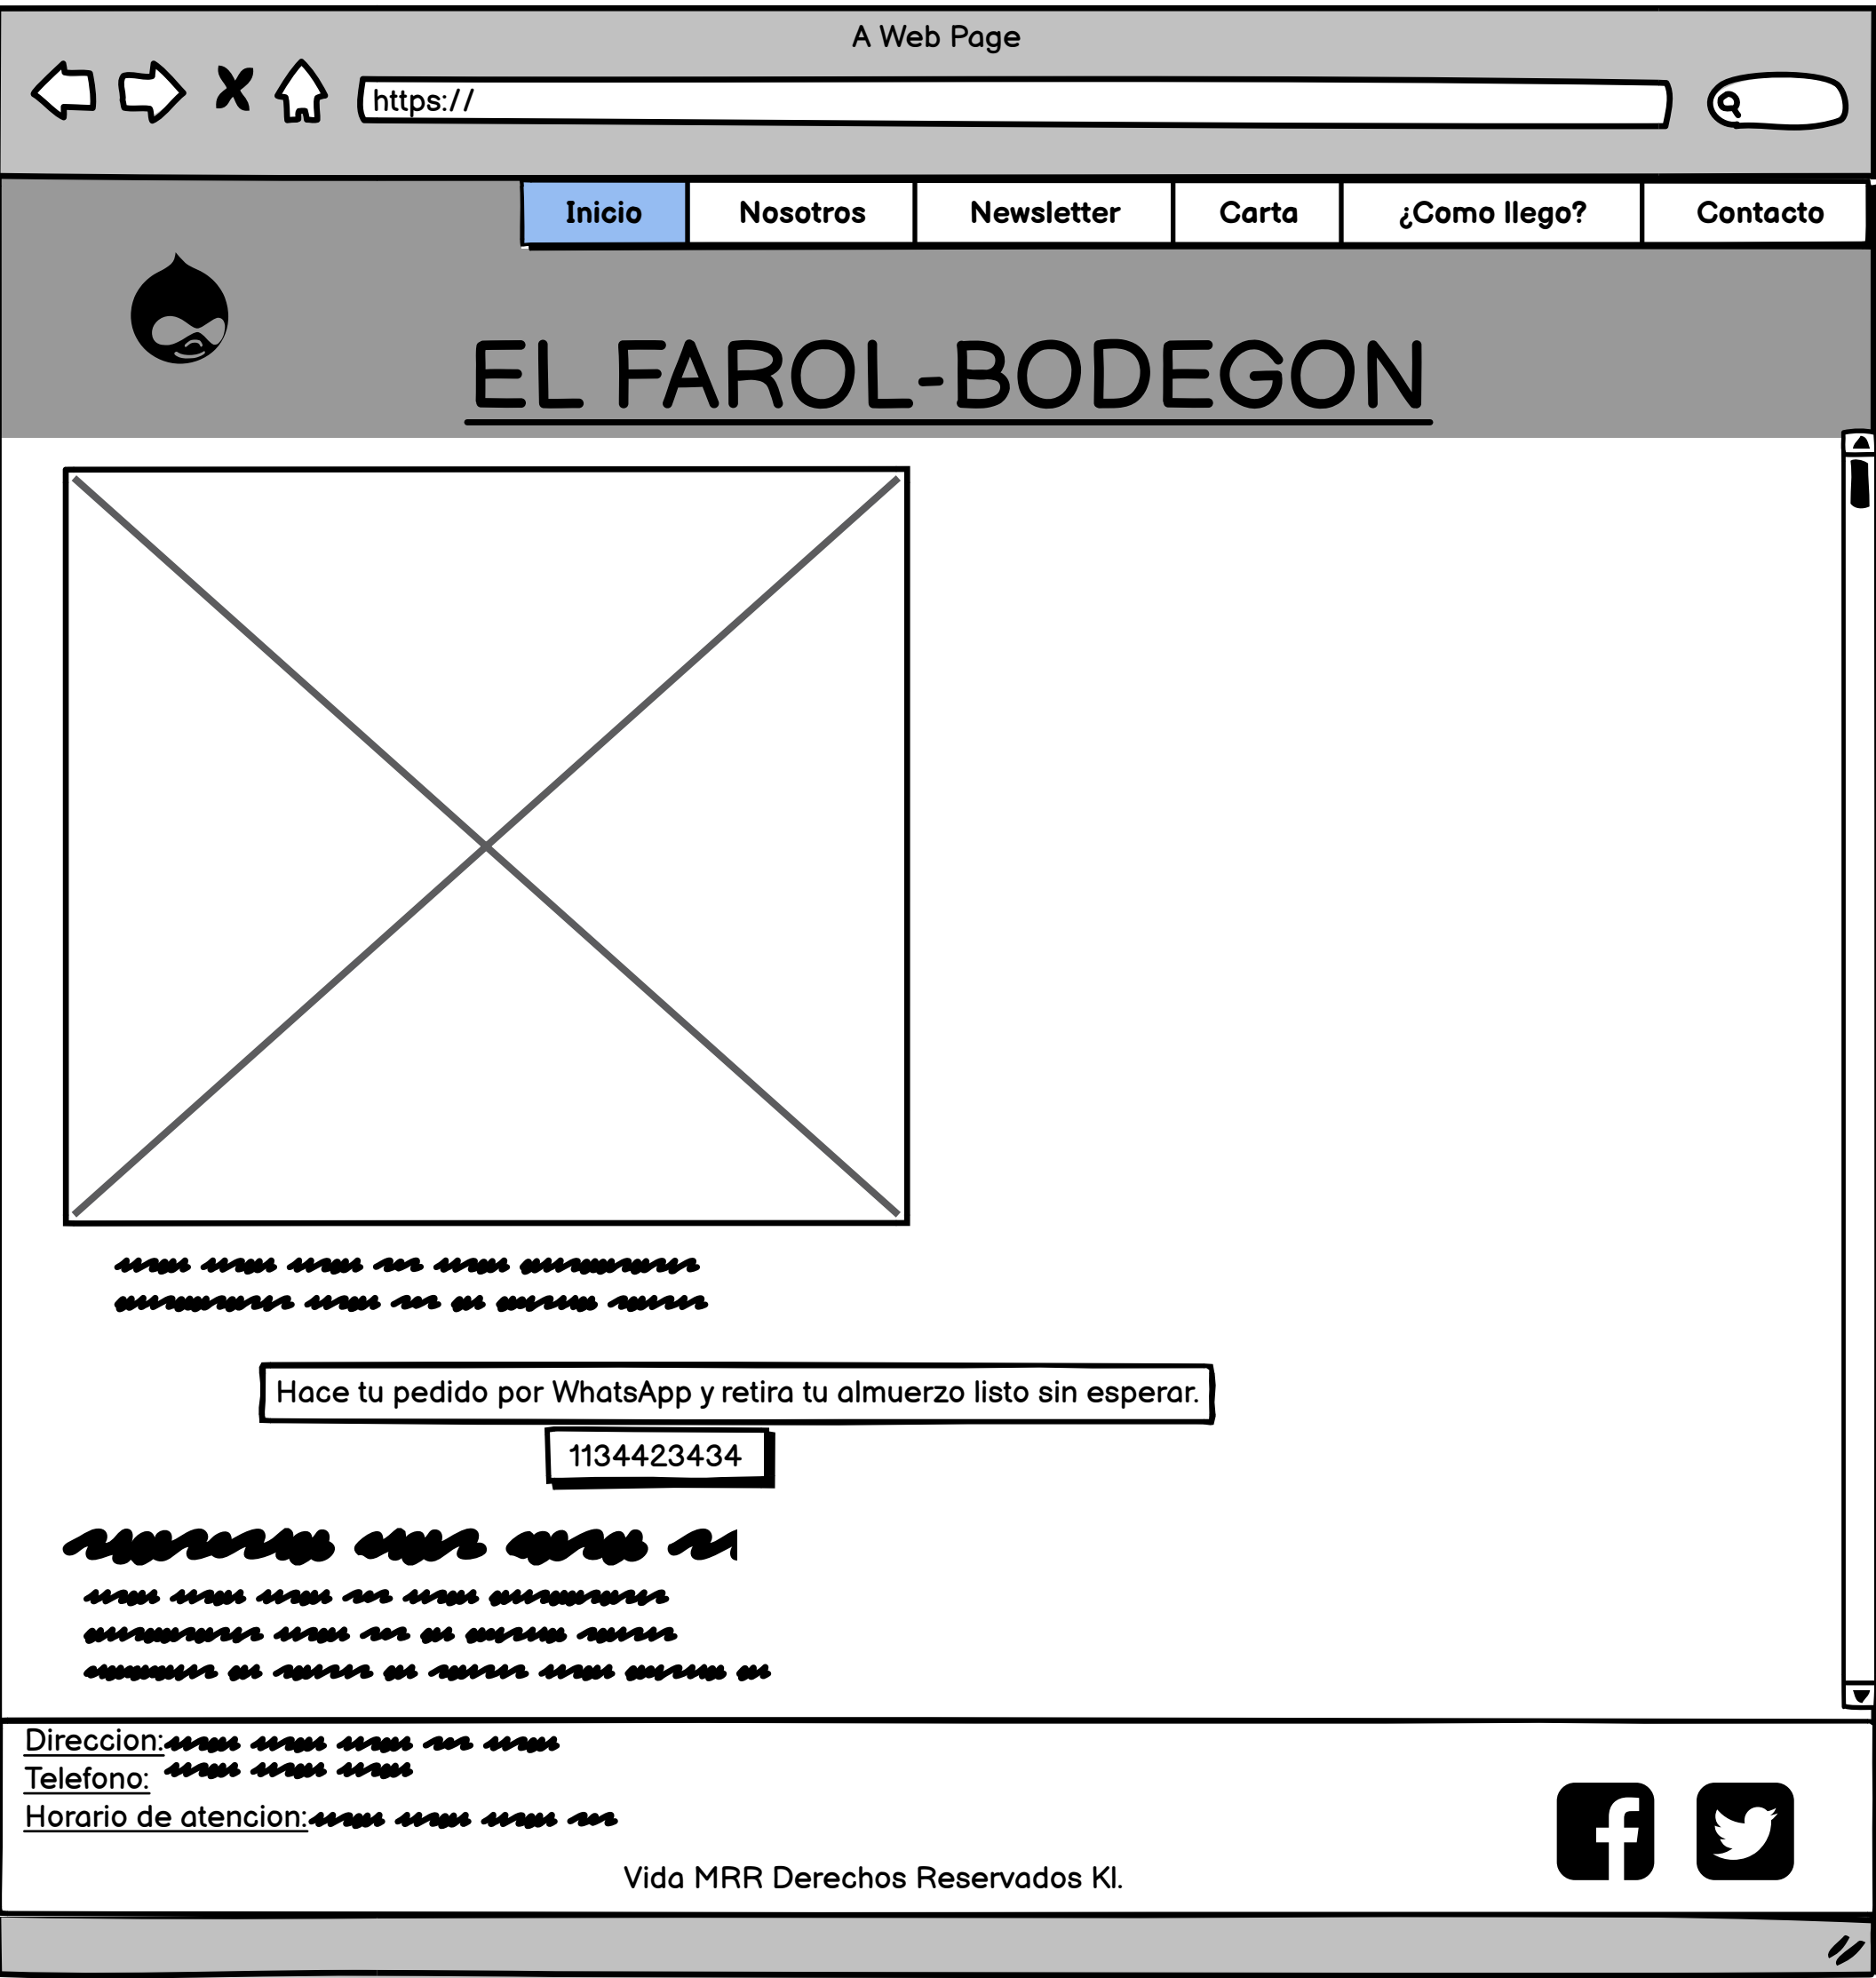 A Web Page
https://
Inicio Nosotros Newsletter Carta ¿Como llego? Contacto
EL FAROL-BODEGON
Hace tu pedido por WhatsApp y retira tu almuerzo listo sin esperar.
1134423434
Direccion:
Telefono:
Horario de atencion:
Vida MRR Derechos Reservados KI.